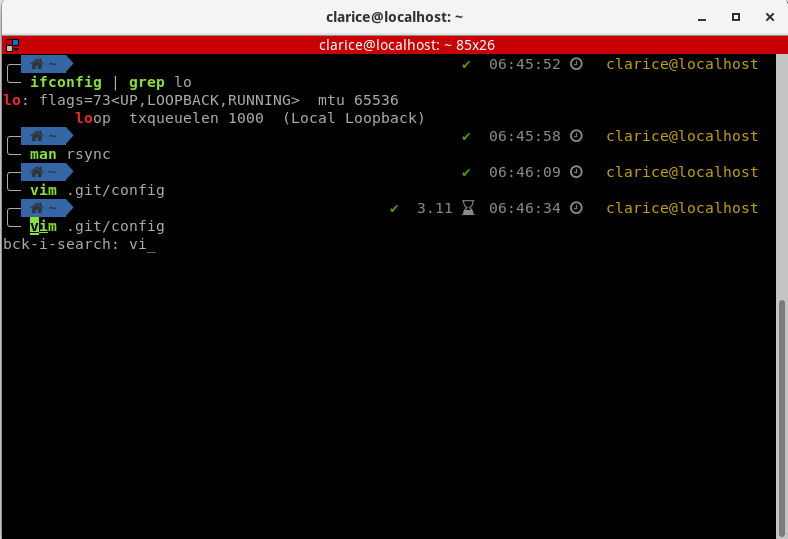 clarice@localhost: ~
clarice@localhost: ~ 85x26
~ ✔ 06:45:52 clarice@localhost
ifconfig | grep lo
lo: flags=73<UP,LOOPBACK,RUNNING>  mtu 65536
        loop  txqueuelen 1000  (Local Loopback)
~ ✔ 06:45:58 clarice@localhost
man rsync
~ ✔ 06:46:09 clarice@localhost
vim .git/config
~ ✔ 3.11 06:46:34 clarice@localhost
vim .git/config
bck-i-search: vi_